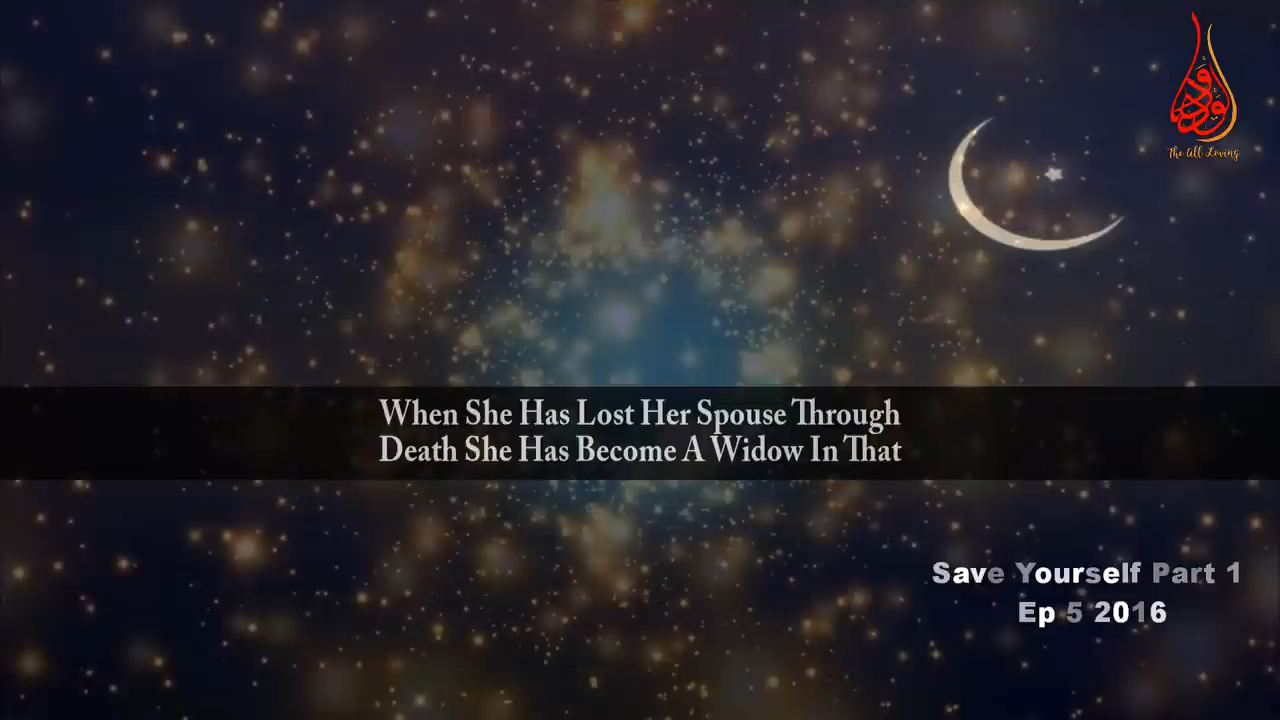 الودود
The All Loving
When She Has Lost Her Spouse Through
Death She Has Become A Widow In That
Save Yourself Part 1
Ep 5 2016